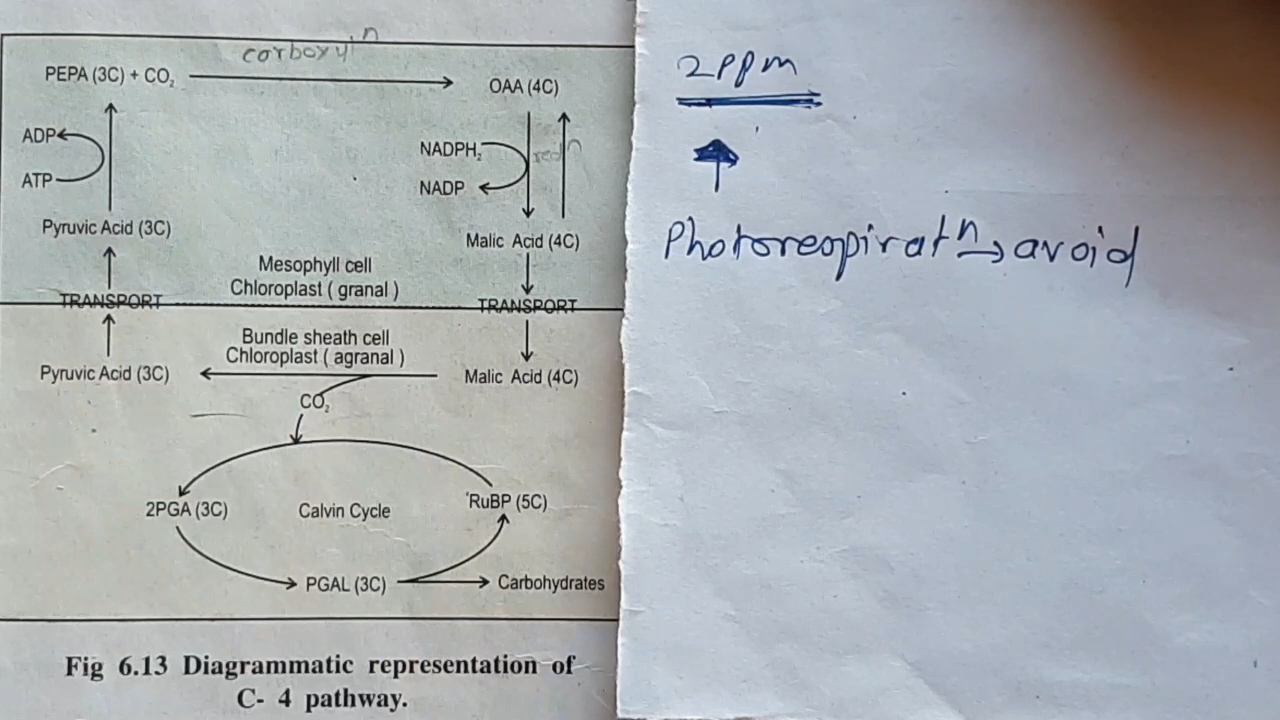 corboxylⁿ
PEPA (3C) + CO₂
OAA (4C)
ADP
ATP
NADPH₂
redⁿ
NADP
Pyruvic Acid (3C)
Malic Acid (4C)
Mesophyll cell
Chloroplast ( granal )
TRANSPORT
TRANSPORT
Bundle sheath cell
Chloroplast ( agranal )
Pyruvic Acid (3C)
Malic Acid (4C)
CO₂
2PGA (3C)
Calvin Cycle
RuBP (5C)
PGAL (3C)
Carbohydrates
Fig 6.13 Diagrammatic representation of
C- 4 pathway.
2ppm
Photorespiratⁿ → avoid